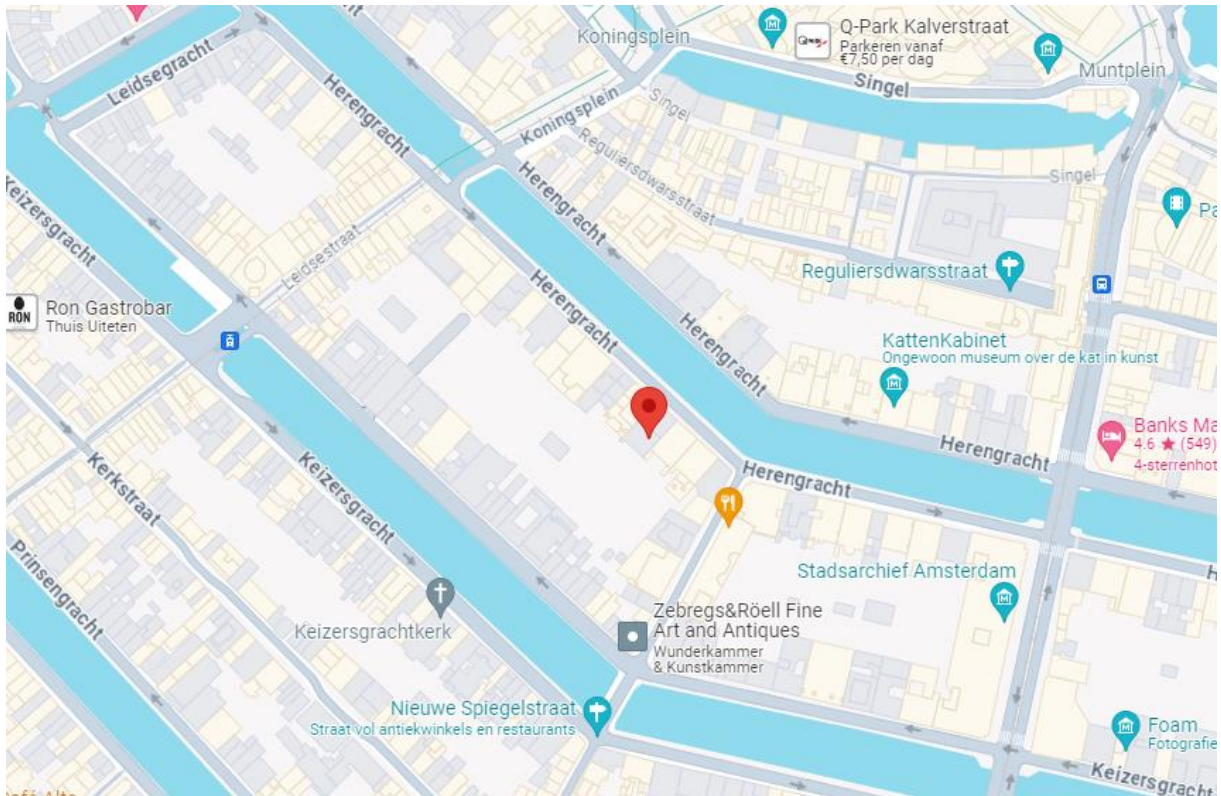 Koningsplein
Q-Park Kalverstraat
Parkeren vanaf
€7,50 per dag
Muntplein
Leidsegracht
Herengracht
Singel
Koningsplein
Singel
Reguliersdwarsstraat
Singel
Keizersgracht
Herengracht
Pa
Leidsestraat
Reguliersdwarsstraat
RON
Ron Gastrobar
Thuis Uiteten
Herengracht
Herengracht
KattenKabinet
Ongewoon museum over de kat in kunst
Banks Ma
4.6 ★ (549)
4-sterrenhot
Herengracht
Kerkstraat
Keizersgracht
Herengracht
Prinsengracht
Stadsarchief Amsterdam
H
Keizersgrachtkerk
Zebregs&Röell Fine
Art and Antiques
Wunderkammer
& Kunstkammer
Nieuwe Spiegelstraat
Straat vol antiekwinkels en restaurants
Foam
Fotografie
Keizersgracht